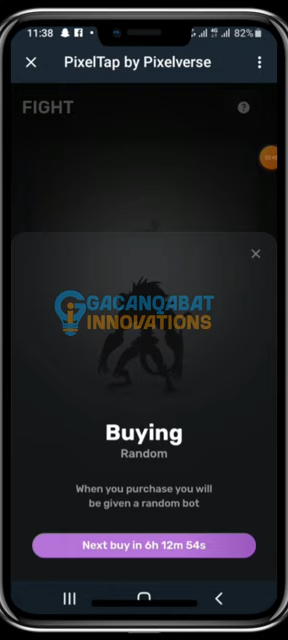 11:38
82%
PixelTap by Pixelverse
FIGHT
?
GACANQABAT
INNOVATIONS
Buying
Random
When you purchase you will
be given a random bot
Next buy in 6h 12m 54s